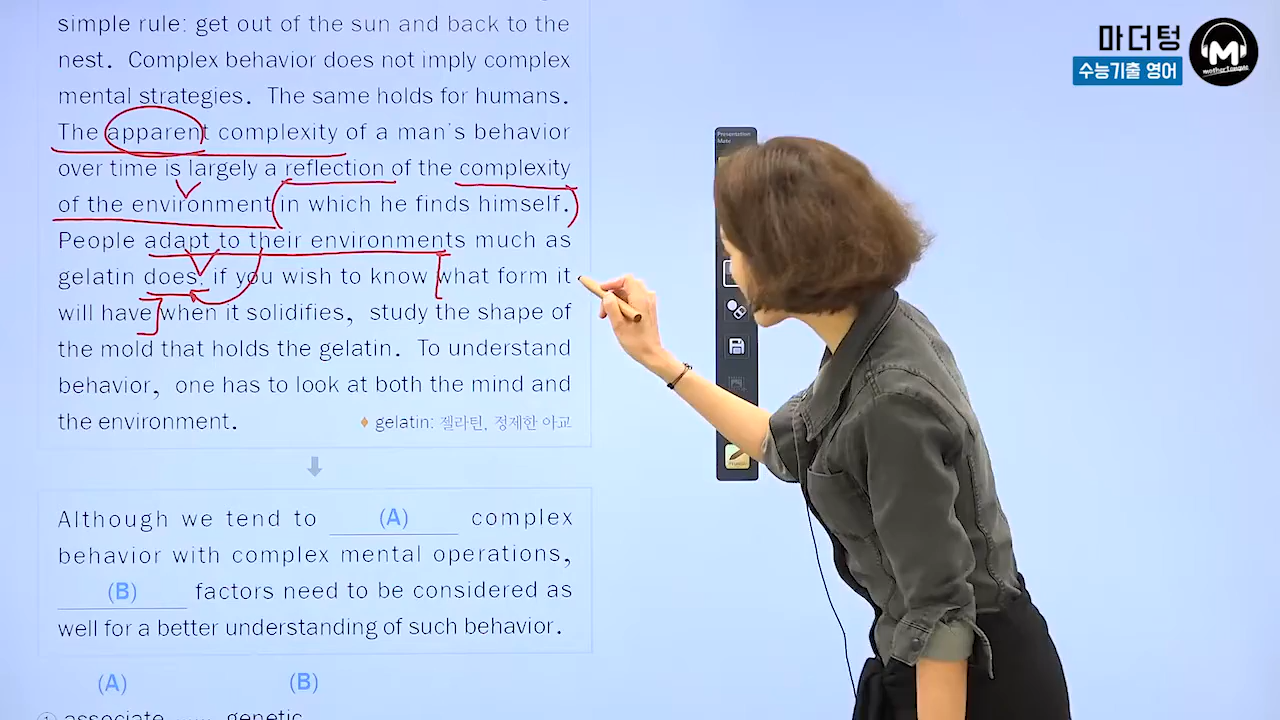 simple rule: get out of the sun and back to the
nest. Complex behavior does not imply complex
mental strategies. The same holds for humans.
The apparent complexity of a man's behavior
over time is largely a reflection of the complexity
of the environment in which he finds himself.
People adapt to their environments much as
gelatin does; if you wish to know what form it
will have when it solidifies, study the shape of
the mold that holds the gelatin. To understand
behavior, one has to look at both the mind and
the environment.
◆ gelatin: 젤라틴, 정제한 아교
Although we tend to (A) complex
behavior with complex mental operations,
(B) factors need to be considered as
well for a better understanding of such behavior.
(A) (B)
① associate ····· genetic
마더텅
수능기출 영어
M
mothertongue
Presentation
Mate